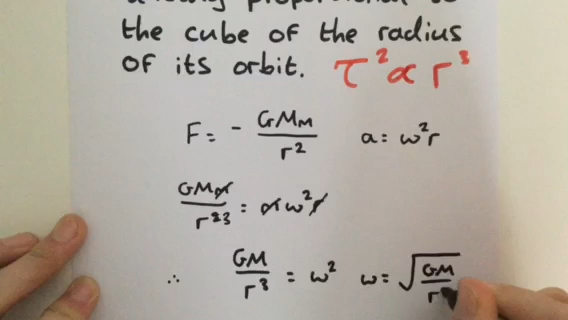 the cube of the radius
of its orbit. τ² ∝ r³
F = - GMm/r² a = ω²r
GMm/r²³ = mω²r
∴ GM/r³ = ω² ω = √GM/r